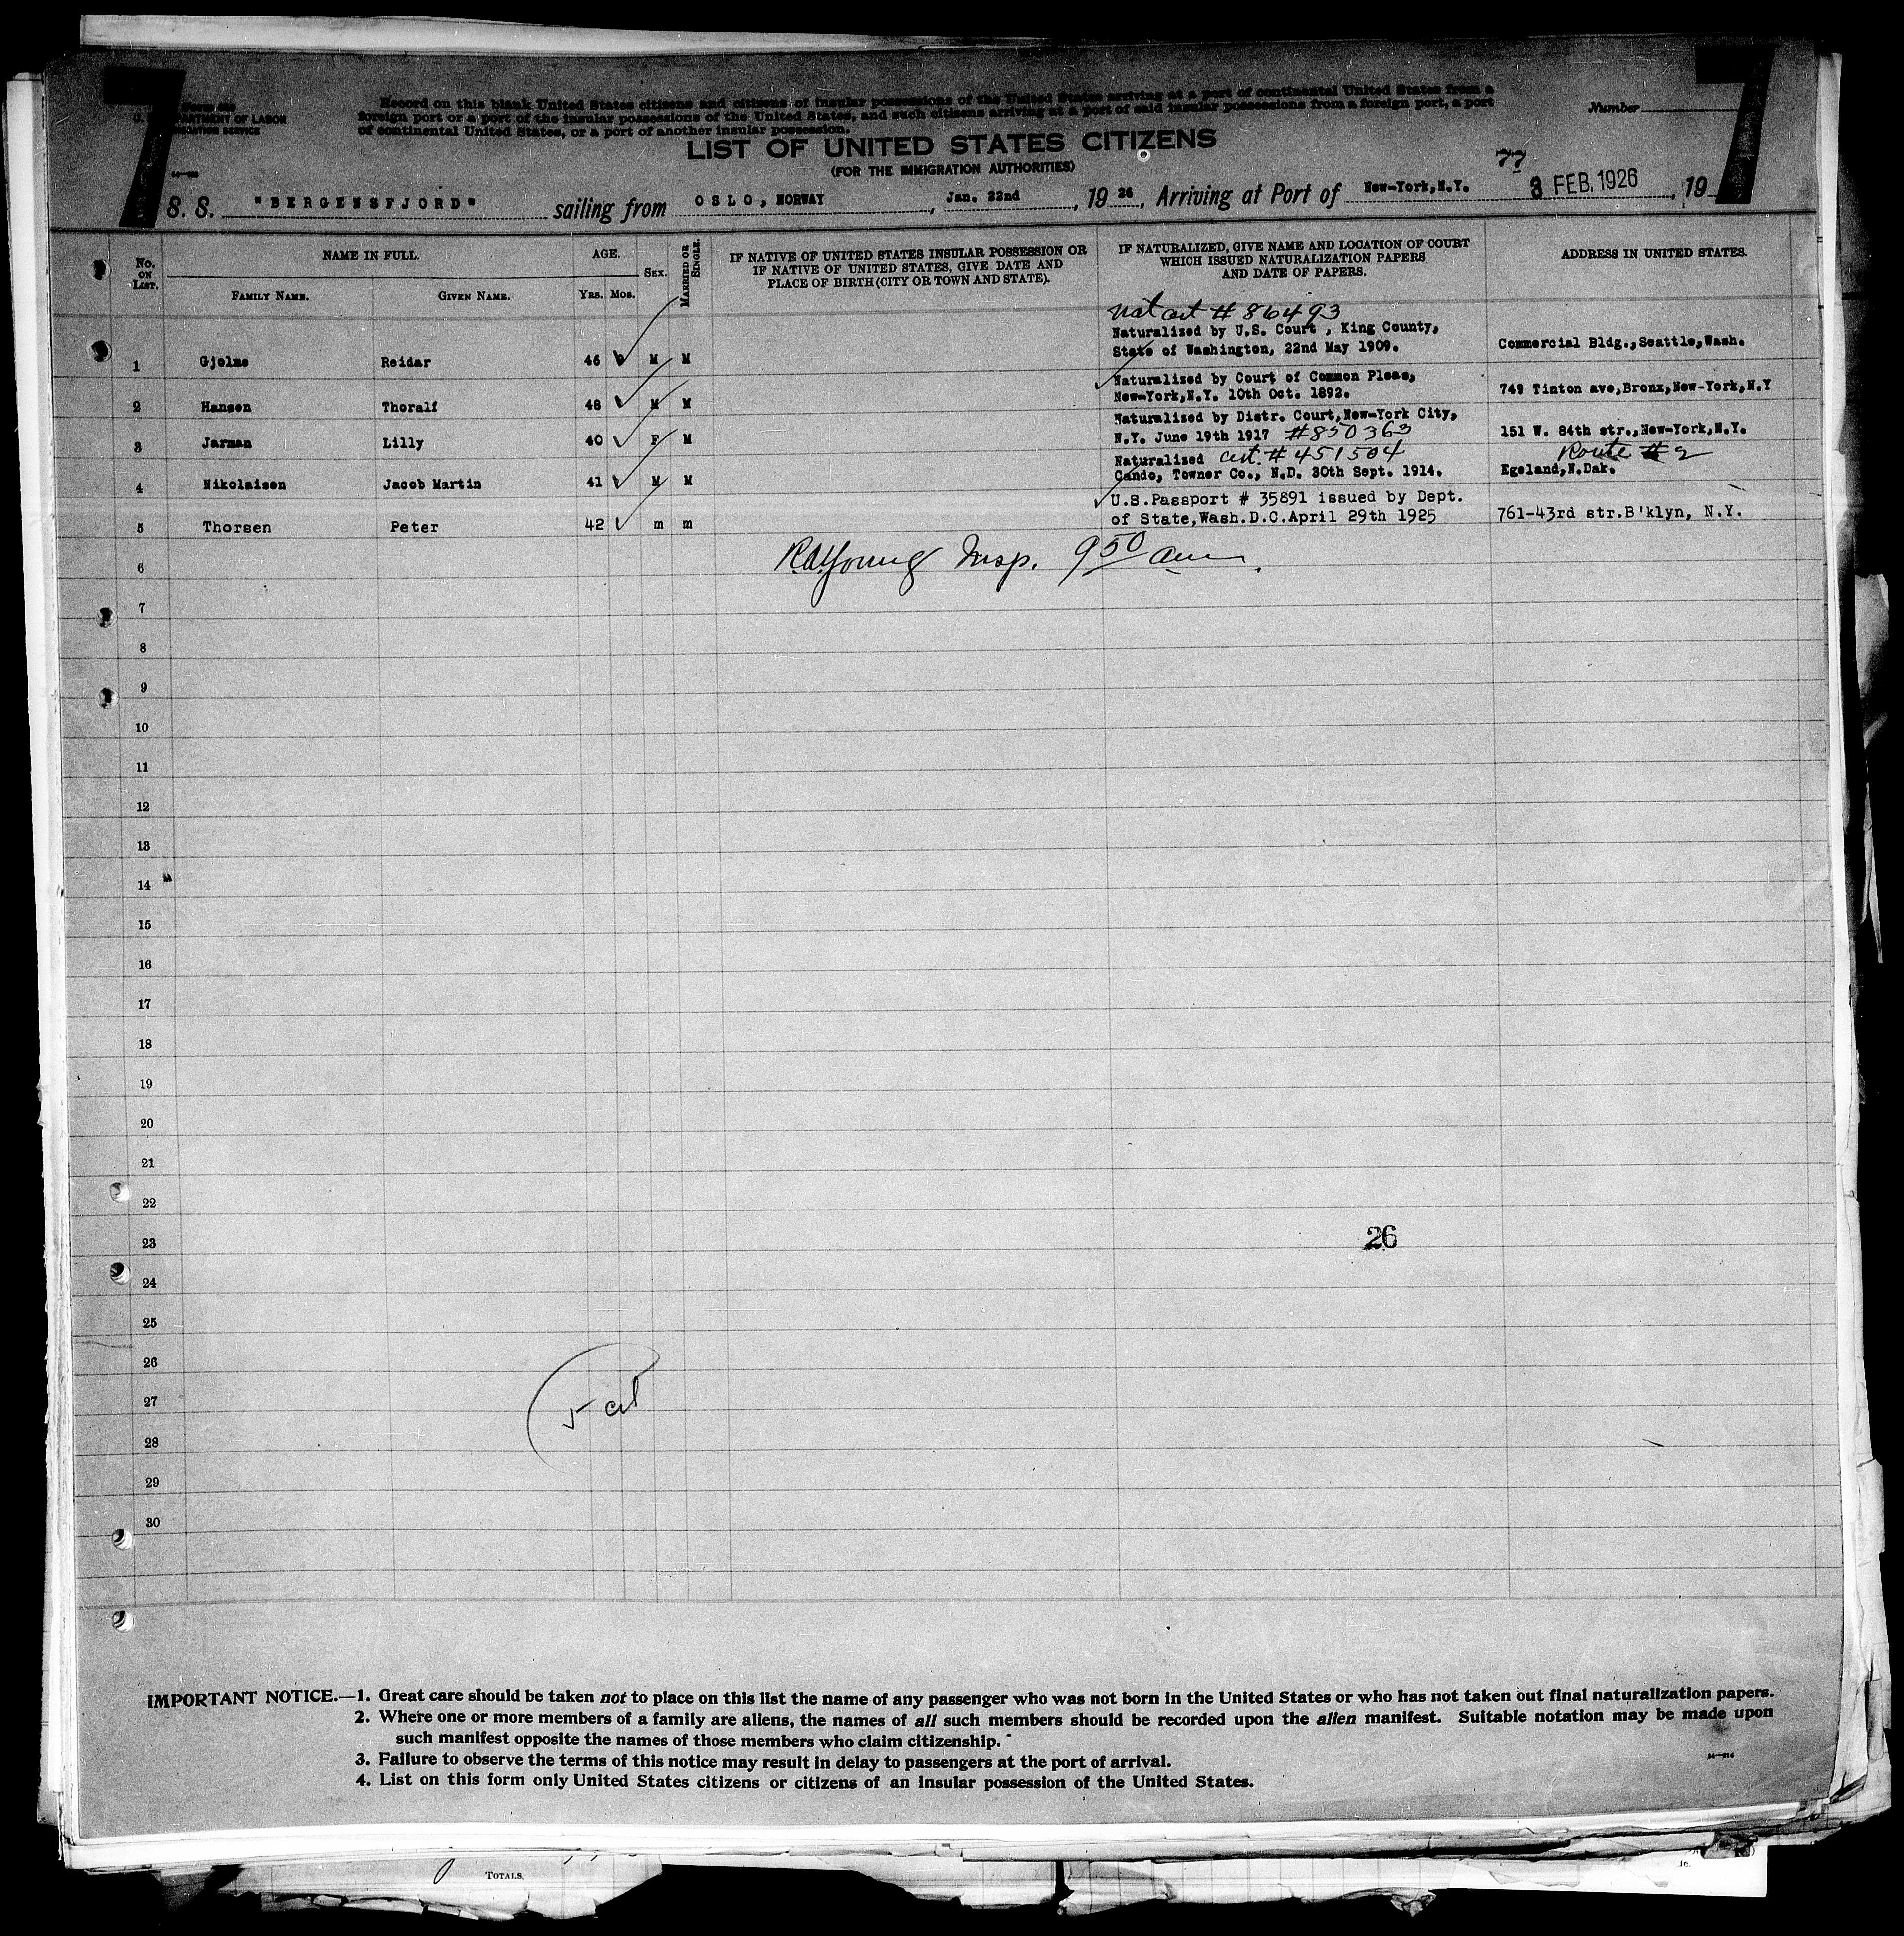 7 7
U. S. DEPARTMENT OF LABOR
IMMIGRATION SERVICE
Record on this blank United States citizens and citizens of insular possessions of the United States arriving at a port of continental United States from a
foreign port or a port of the insular possessions of the United States, and such citizens arriving at a port of said insular possessions from a foreign port, a port
of continental United States, or a port of another insular possession.
Number
LIST OF UNITED STATES CITIZENS
(FOR THE IMMIGRATION AUTHORITIES)
77
S. S. "BERGENSFJORD" sailing from OSLO, NORWAY, Jan. 22nd, 19 26, Arriving at Port of New-York,N.Y. 3 FEB. 1926, 19
No. ON LIST.
NAME IN FULL.
FAMILY NAME. GIVEN NAME.
AGE.
YRS. MOS.
SEX.
MARRIED OR SINGLE.
IF NATIVE OF UNITED STATES INSULAR POSSESSION OR
IF NATIVE OF UNITED STATES, GIVE DATE AND
PLACE OF BIRTH (CITY OR TOWN AND STATE).
IF NATURALIZED, GIVE NAME AND LOCATION OF COURT
WHICH ISSUED NATURALIZATION PAPERS
AND DATE OF PAPERS.
ADDRESS IN UNITED STATES.
Nat cert # 86493
Naturalized by U.S. Court , King County,
1 Gjelme Reidar 46 M M State of Washington, 22nd May 1909. Commercial Bldg.,Seattle,Wash.
Naturalized by Court of Common Pleas,
2 Hansen Thoralf 48 M M New-York,N.Y. 10th Oct. 1892. 749 Tinton ave,Bronx,New-York,N.Y
Naturalized by Distr. Court,New-York City,
3 Jarman Lilly 40 F M N.Y. June 19th 1917 #850363 151 W. 84th str.,New-York,N.Y.
Naturalized cert. # 451504 Route # 2
4 Nikolaisen Jacob Martin 41 M M Cando, Towner Co., N.D. 30th Sept. 1914. Egeland,N.Dak.
U.S.Passport # 35891 issued by Dept.
5 Thorsen Peter 42 m m of State,Wash.D.C.April 29th 1925 761-43rd str.B'klyn, N.Y.
6 R.A.Young Insp. 9 50 am.
7
8
9
10
11
12
13
14
15
16
17
18
19
20
21
22
23 26
24
25
26
27 5 cit
28
29
30
IMPORTANT NOTICE.—1. Great care should be taken not to place on this list the name of any passenger who was not born in the United States or who has not taken out final naturalization papers.
2. Where one or more members of a family are aliens, the names of all such members should be recorded upon the alien manifest. Suitable notation may be made upon
such manifest opposite the names of those members who claim citizenship.
3. Failure to observe the terms of this notice may result in delay to passengers at the port of arrival.
4. List on this form only United States citizens or citizens of an insular possession of the United States.
14—214
TOTALS.